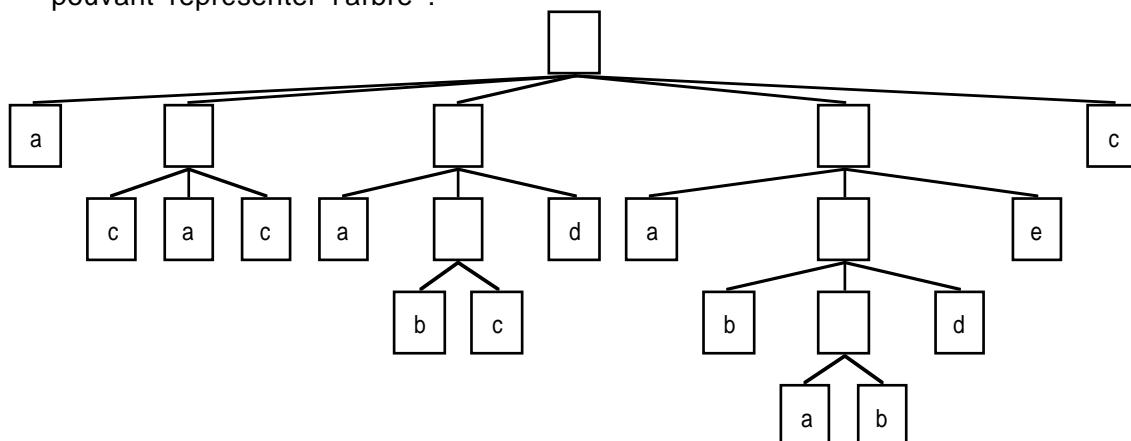 pouvant représenter l'arbre :
a c
c a c a d a e
b c b d
a b